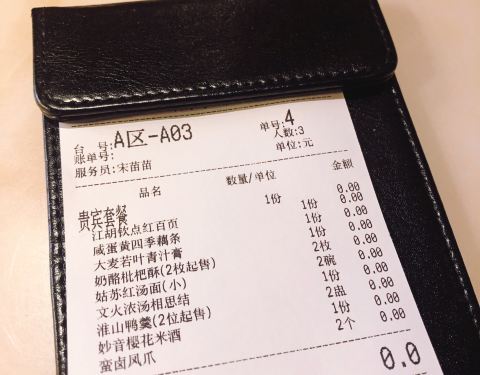 台 号:A区-A03 单号:4
账单号: 人数:3
服务员:宋苗苗 单位:元
品名 数量/单位 金额
贵宾套餐 1份 0.00
江胡钦点红百页 1份 0.00
咸蛋黄四季藕条 1份 0.00
大麦若叶青汁膏 1份 0.00
奶酪枇杷酥(2枚起售) 2枚 0.00
姑苏红汤面(小) 2碗 0.00
文火浓汤相思结 1份 0.00
淮山鸭羹(2位起售) 2盅 0.00
妙音樱花米酒 1份 0.00
蛮卤凤爪 2个 0.00
0.0